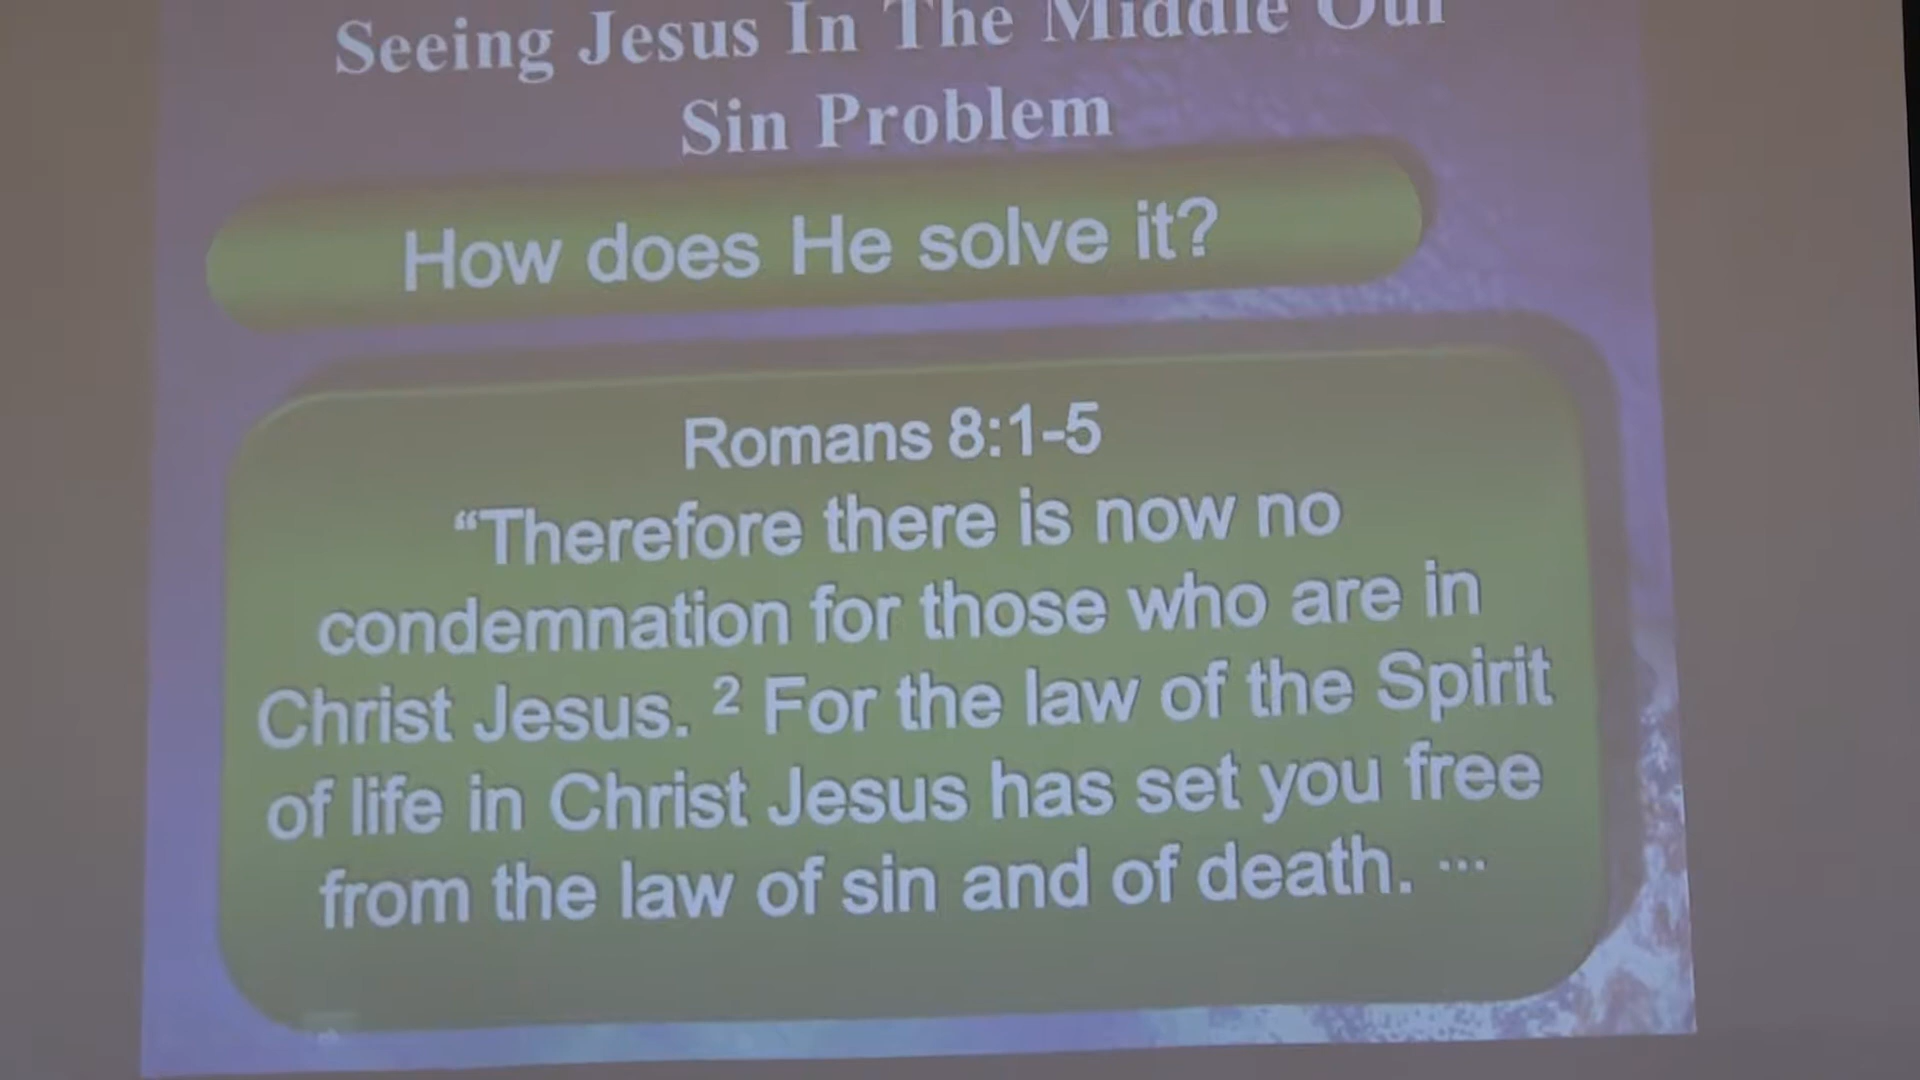 Seeing Jesus In The Middle Our
Sin Problem
How does He solve it?
Romans 8:1-5
“Therefore there is now no
condemnation for those who are in
Christ Jesus. ² For the law of the Spirit
of life in Christ Jesus has set you free
from the law of sin and of death. ...